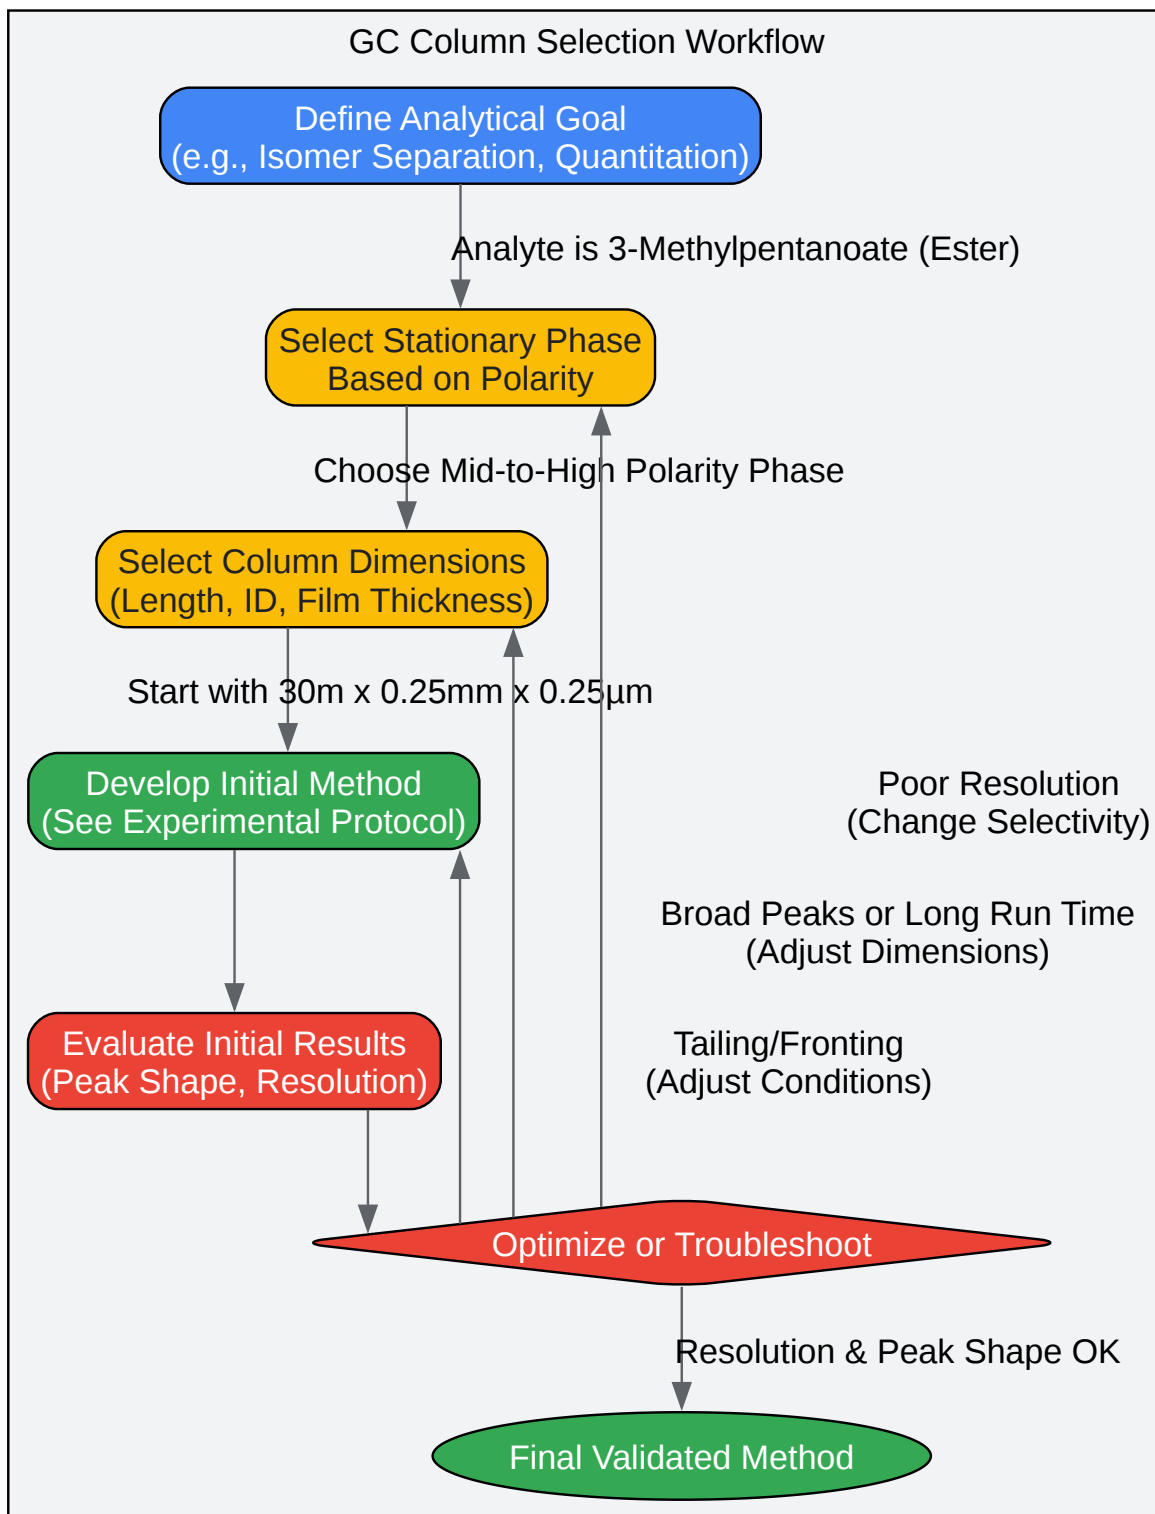 GC Column Selection Workflow
Define Analytical Goal
(e.g., Isomer Separation, Quantitation)
Analyte is 3-Methylpentanoate (Ester)
Select Stationary Phase
Based on Polarity
Choose Mid-to-High Polarity Phase
Select Column Dimensions
(Length, ID, Film Thickness)
Start with 30m x 0.25mm x 0.25µm
Develop Initial Method
(See Experimental Protocol)
Poor Resolution
(Change Selectivity)
Broad Peaks or Long Run Time
(Adjust Dimensions)
Evaluate Initial Results
(Peak Shape, Resolution)
Tailing/Fronting
(Adjust Conditions)
Optimize or Troubleshoot
Resolution & Peak Shape OK
Final Validated Method